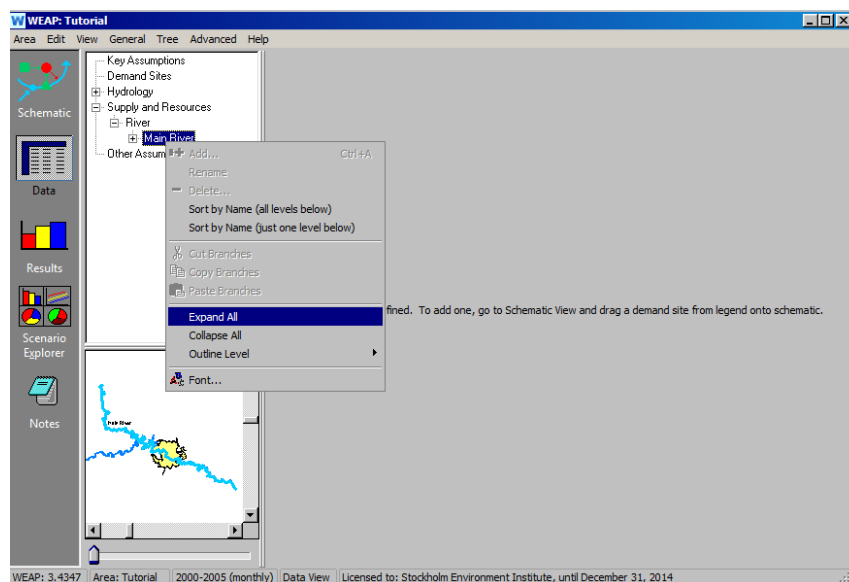 WEAP: Tutorial
Area Edit View General Tree Advanced Help
Schematic
Data
Results
Scenario
Explorer
Notes
Key Assumptions
Demand Sites
Hydrology
Supply and Resources
River
Main River
Other Assum
Add... Ctrl+A
Rename
Delete...
Sort by Name (all levels below)
Sort by Name (just one level below)
Cut Branches
Copy Branches
Paste Branches
Expand All
Collapse All
Outline Level
Font...
fined. To add one, go to Schematic View and drag a demand site from legend onto schematic.
Main River
WEAP: 3.4347 Area: Tutorial 2000-2005 (monthly) Data View Licensed to: Stockholm Environment Institute, until December 31, 2014